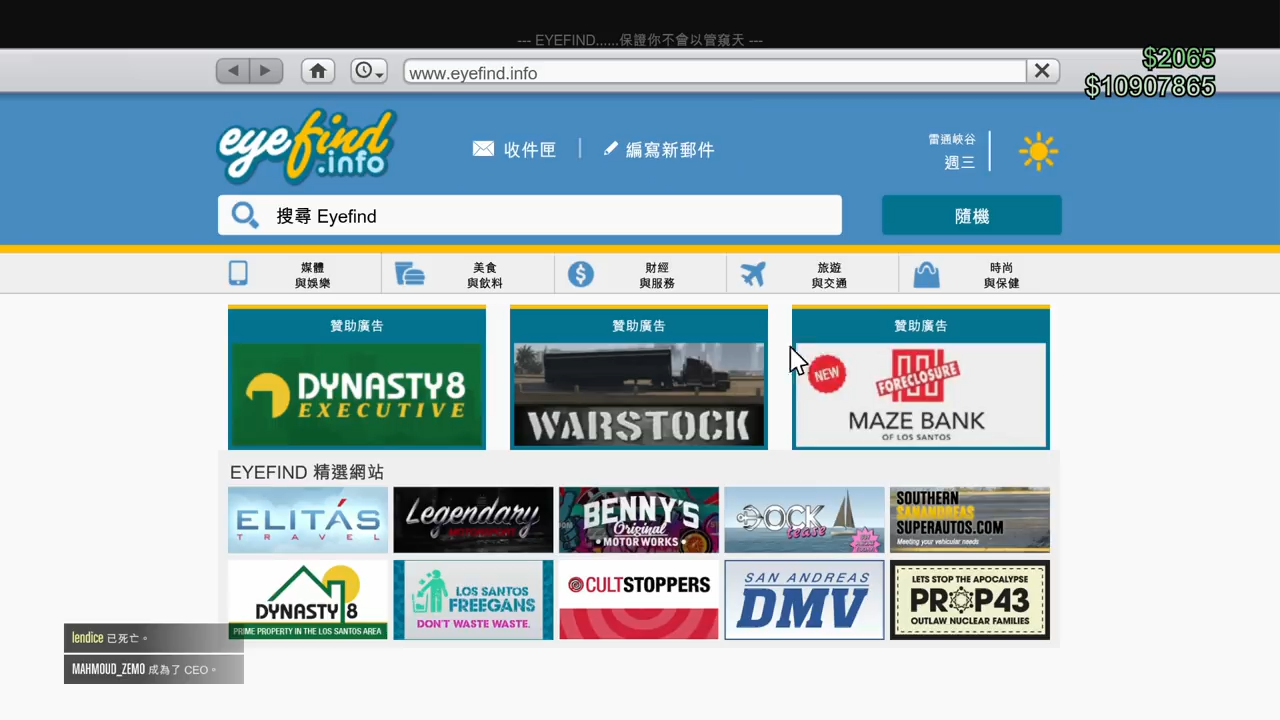 --- EYEFIND......保證你不會以管窺天 ---
$2065
www.eyefind.info
$10907865
eyefind
.info
收件匣
編寫新郵件
雷通峽谷
週三
搜尋 Eyefind
隨機
媒體
與娛樂
美食
與飲料
財經
與服務
旅遊
與交通
時尚
與保健
贊助廣告
DYNASTY8
EXECUTIVE
贊助廣告
WARSTOCK
贊助廣告
NEW
FORECLOSURE
MAZE BANK
OF LOS SANTOS
EYEFIND 精選網站
ELITÁS
TRAVEL
Legendary
BENNY'S
Original
MOTORWORKS
DOCK
tease
SOUTHERN
SANANDREAS
SUPERAUTOS.COM
Meeting your vehicular needs
DYNASTY 8
PRIME PROPERTY IN THE LOS SANTOS AREA
LOS SANTOS
FREEGANS
DON'T WASTE WASTE.
CULTSTOPPERS
SAN ANDREAS
DMV
LETS STOP THE APOCALYPSE
PROP43
OUTLAW NUCLEAR FAMILIES
lendice 已死亡。
MAHMOUD_ZEMO 成為了 CEO。